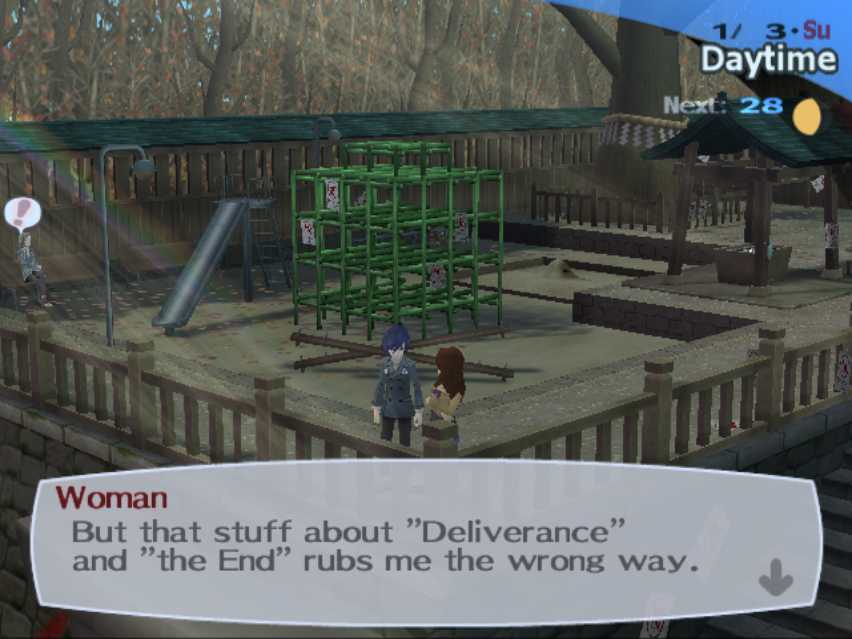 1/ 3・Su
Daytime
Next: 28
!
Woman
But that stuff about "Deliverance"
and "the End" rubs me the wrong way.